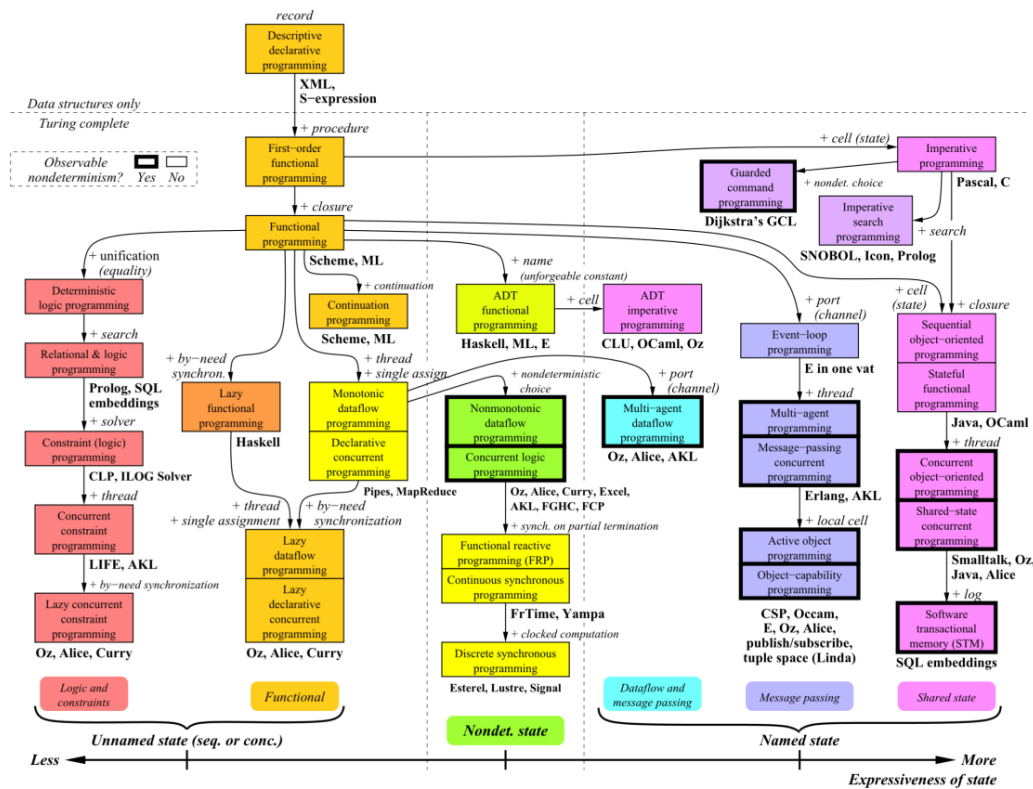 record
Descriptive
declarative
programming
XML,
S−expression
Data structures only
Turing complete
+ procedure
Observable
nondeterminism?
Yes
No
First−order
functional
programming
+ cell (state)
Imperative
programming
Pascal, C
Guarded
command
programming
+ nondet. choice
Dijkstra's GCL
Imperative
search
programming
+ search
SNOBOL, Icon, Prolog
+ closure
Functional
programming
Scheme, ML
+ unification
(equality)
Deterministic
logic programming
+ search
Relational & logic
programming
Prolog, SQL
embeddings
+ solver
Constraint (logic)
programming
CLP, ILOG Solver
+ thread
Concurrent
constraint
programming
LIFE, AKL
+ by−need synchronization
Lazy concurrent
constraint
programming
Oz, Alice, Curry
+ continuation
Continuation
programming
Scheme, ML
+ by−need
synchron.
Lazy
functional
programming
Haskell
+ thread
+ single assign.
Monotonic
dataflow
programming
Declarative
concurrent
programming
Pipes, MapReduce
+ thread
+ single assignment
+ by−need
synchronization
Lazy
dataflow
programming
Lazy
declarative
concurrent
programming
Oz, Alice, Curry
+ name
(unforgeable constant)
ADT
functional
programming
Haskell, ML, E
+ cell
ADT
imperative
programming
CLU, OCaml, Oz
+ nondeterministic
choice
Nonmonotonic
dataflow
programming
Concurrent logic
programming
Oz, Alice, Curry, Excel,
AKL, FGHC, FCP
+ synch. on partial termination
Functional reactive
programming (FRP)
Continuous synchronous
programming
FrTime, Yampa
+ clocked computation
Discrete synchronous
programming
Esterel, Lustre, Signal
+ port
(channel)
Multi−agent
dataflow
programming
Oz, Alice, AKL
+ port
(channel)
Event−loop
programming
E in one vat
+ thread
Multi−agent
programming
Message−passing
concurrent
programming
Erlang, AKL
+ local cell
Active object
programming
Object−capability
programming
CSP, Occam,
E, Oz, Alice,
publish/subscribe,
tuple space (Linda)
+ cell
(state)
+ closure
Sequential
object−oriented
programming
Stateful
functional
programming
Java, OCaml
+ thread
Concurrent
object−oriented
programming
Shared−state
concurrent
programming
Smalltalk, Oz,
Java, Alice
+ log
Software
transactional
memory (STM)
SQL embeddings
Logic and
constraints
Functional
Dataflow and
message passing
Message passing
Shared state
Unnamed state (seq. or conc.)
Nondet. state
Named state
Less
More
Expressiveness of state